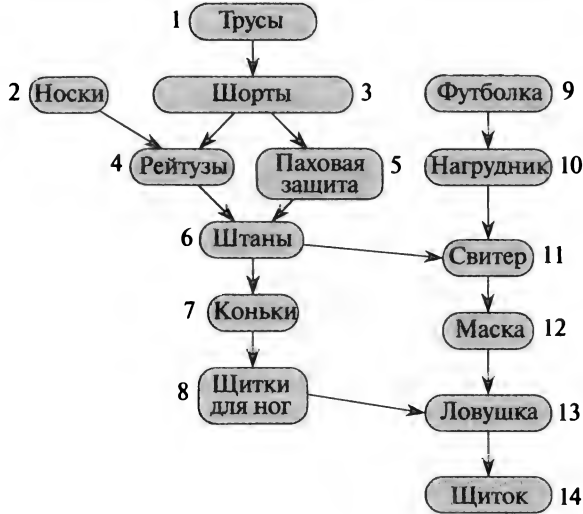 1 Трусы
2 Носки
Шорты 3
9 Футболка
4 Рейтузы
Паховая 5
защита
Нагрудник 10
6 Штаны
Свитер 11
7 Коньки
Маска 12
8 Щитки
для ног
Ловушка 13
Щиток 14